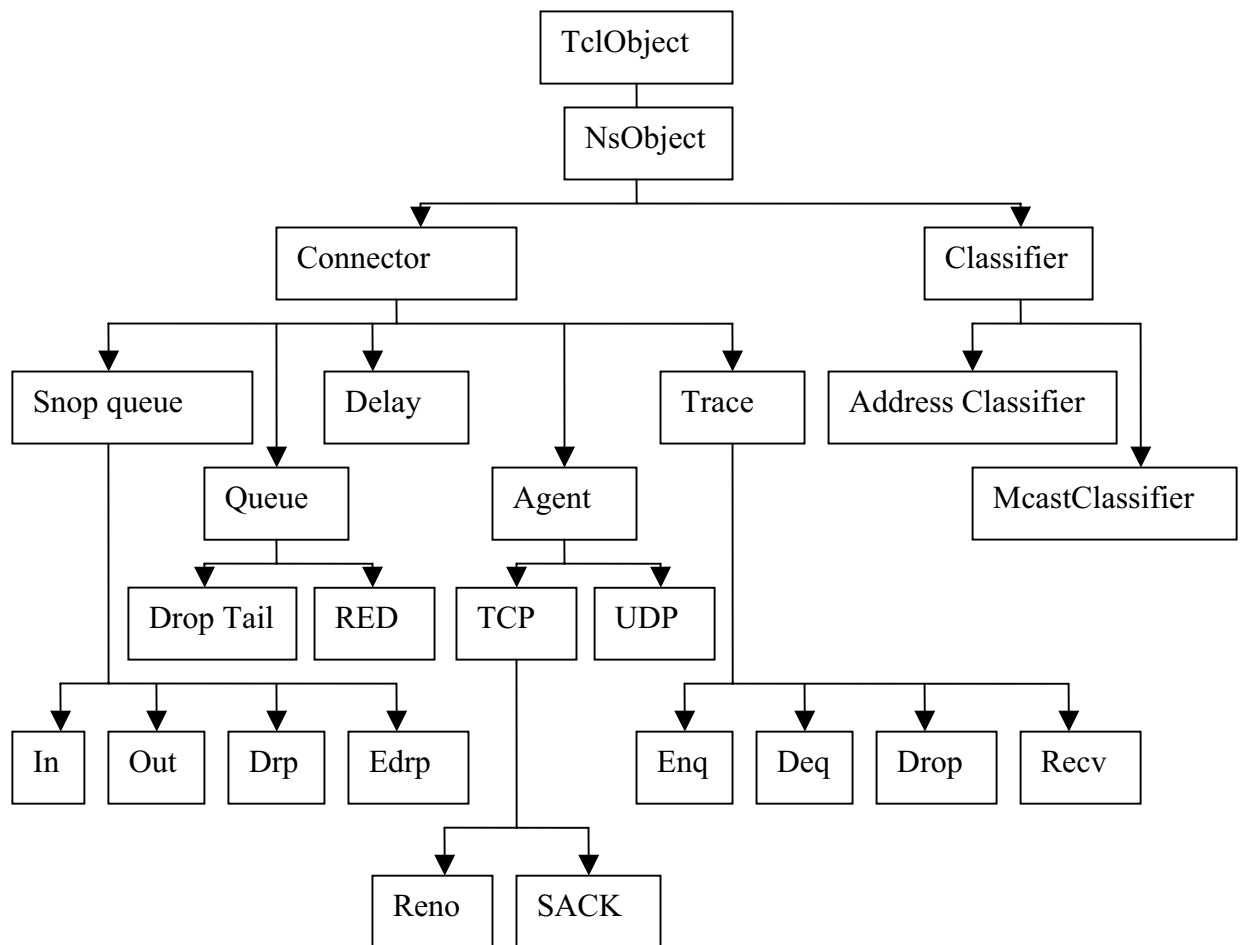 TclObject
NsObject
Connector
Classifier
Snop queue
Delay
Trace
Address Classifier
Queue
Agent
McastClassifier
Drop Tail
RED
TCP
UDP
In
Out
Drp
Edrp
Enq
Deq
Drop
Recv
Reno
SACK